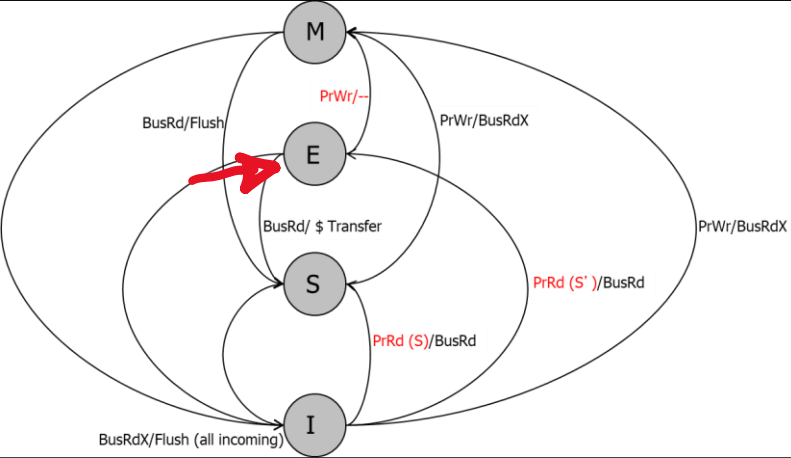 M
PrWr/--
BusRd/Flush
PrWr/BusRdX
E
BusRd/ $ Transfer
PrWr/BusRdX
S
PrRd (S')/BusRd
PrRd (S)/BusRd
I
BusRdX/Flush (all incoming)